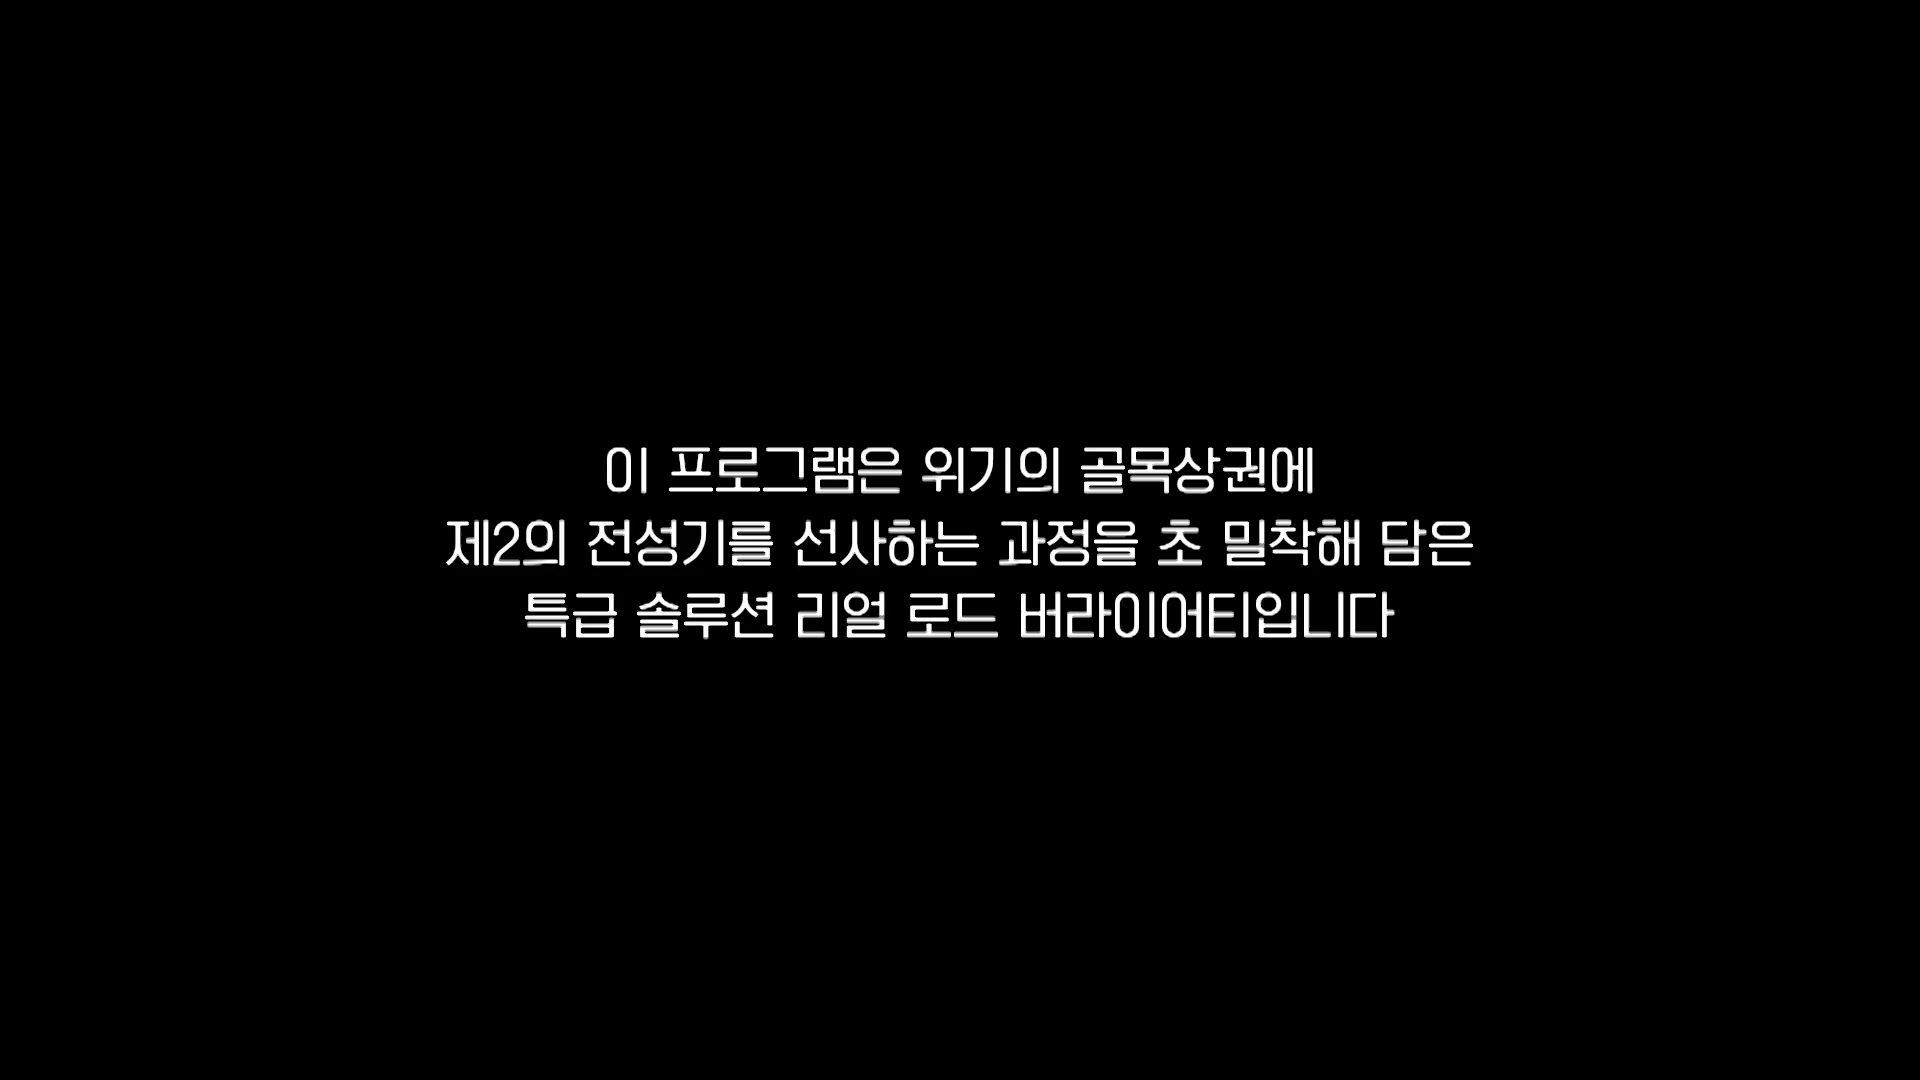 이 프로그램은 위기의 골목상권에
제2의 전성기를 선사하는 과정을 초 밀착해 담은
특급 솔루션 리얼 로드 버라이어티입니다